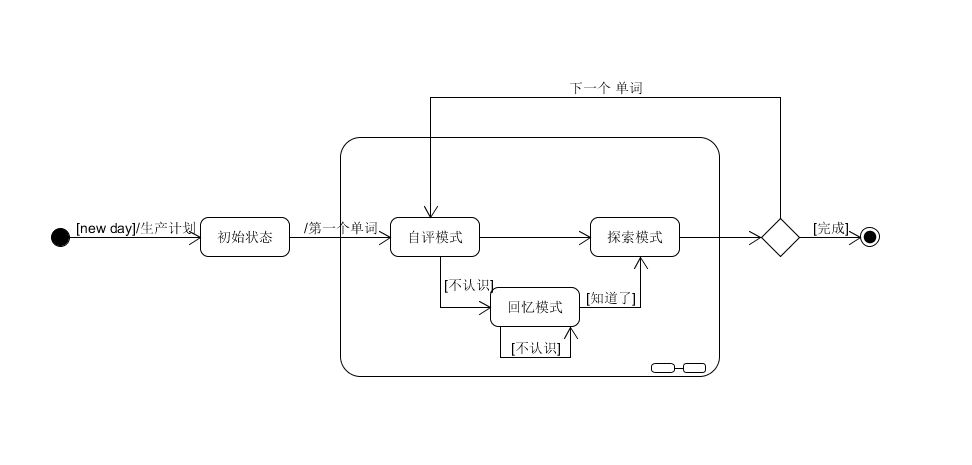 下一个 单词
[new day]/生产计划
初始状态
/第一个单词
自评模式
探索模式
[完成]
[不认识]
回忆模式
[知道了]
[不认识]